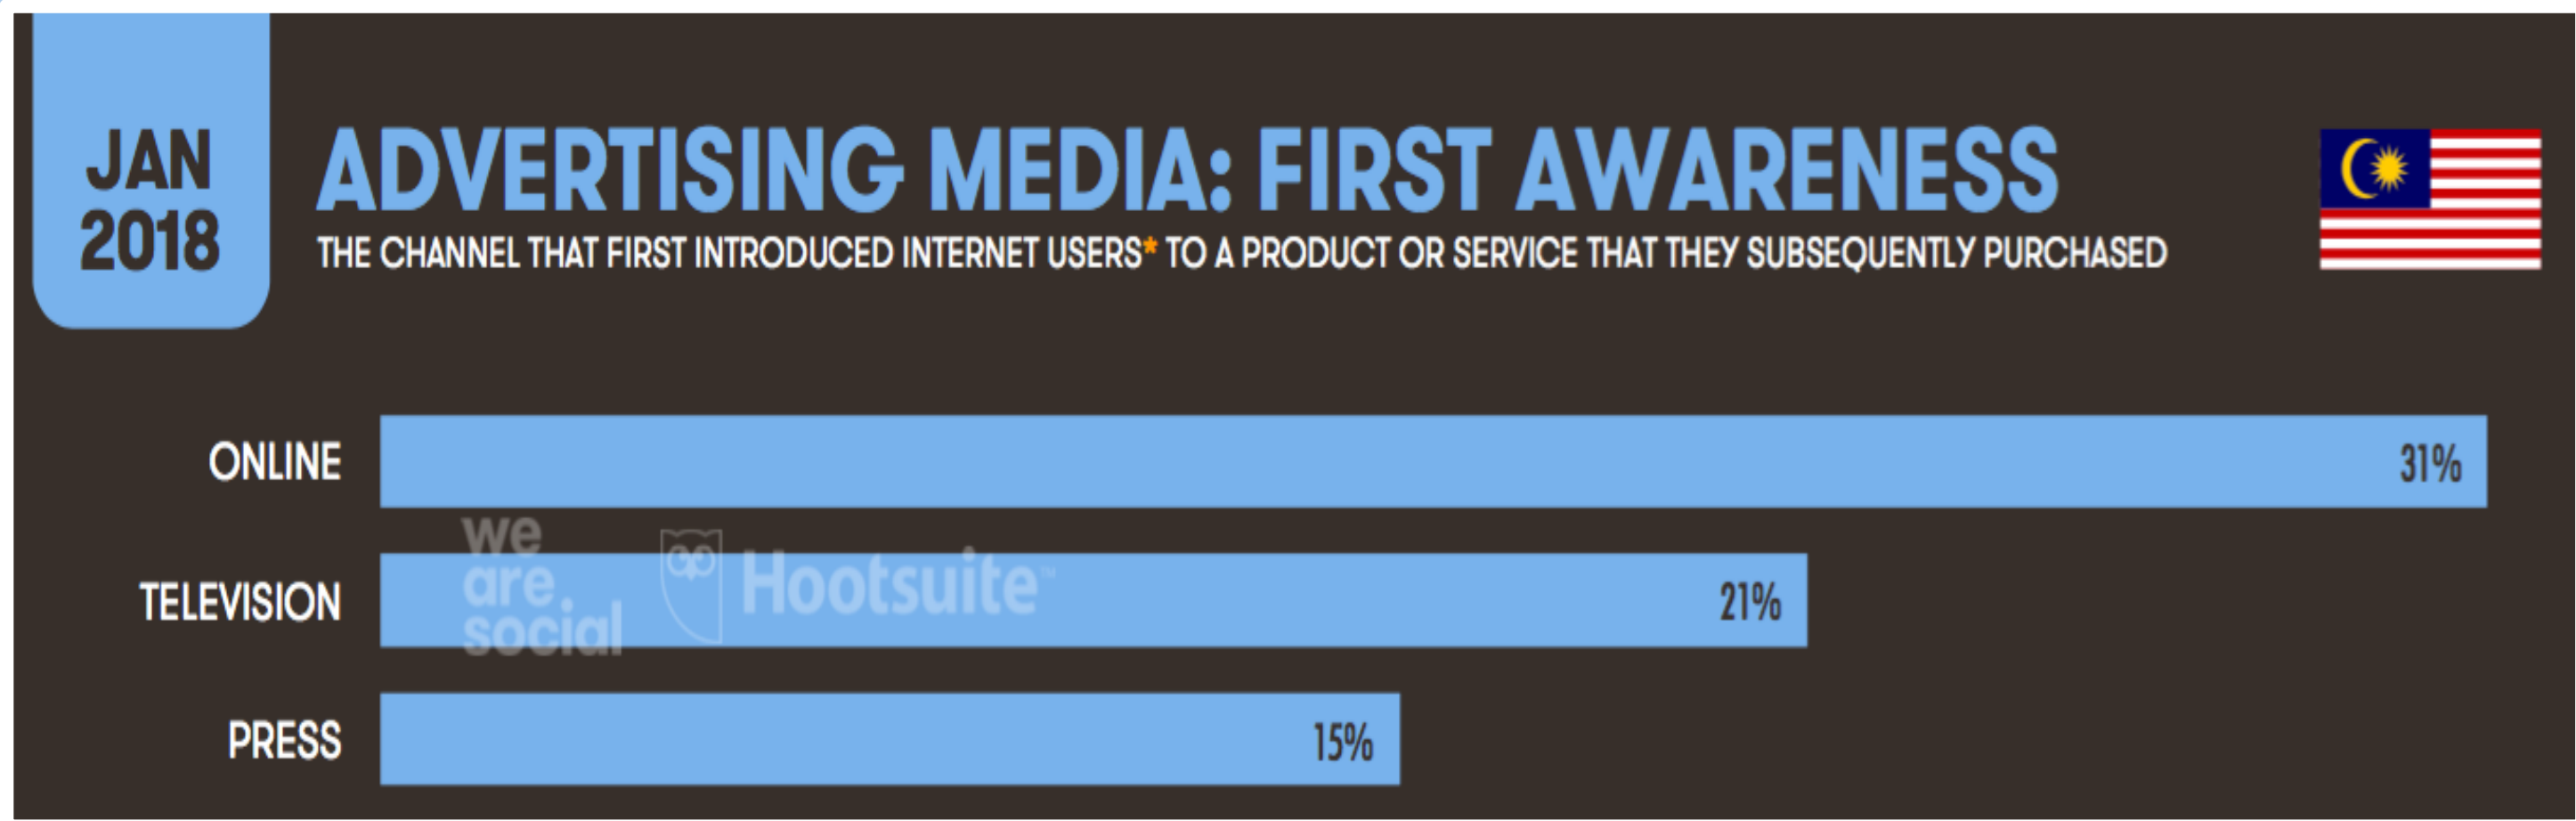 JAN
2018
ADVERTISING MEDIA: FIRST AWARENESS
THE CHANNEL THAT FIRST INTRODUCED INTERNET USERS* TO A PRODUCT OR SERVICE THAT THEY SUBSEQUENTLY PURCHASED
ONLINE 31%
we
are
social
Hootsuite™
TELEVISION 21%
PRESS 15%